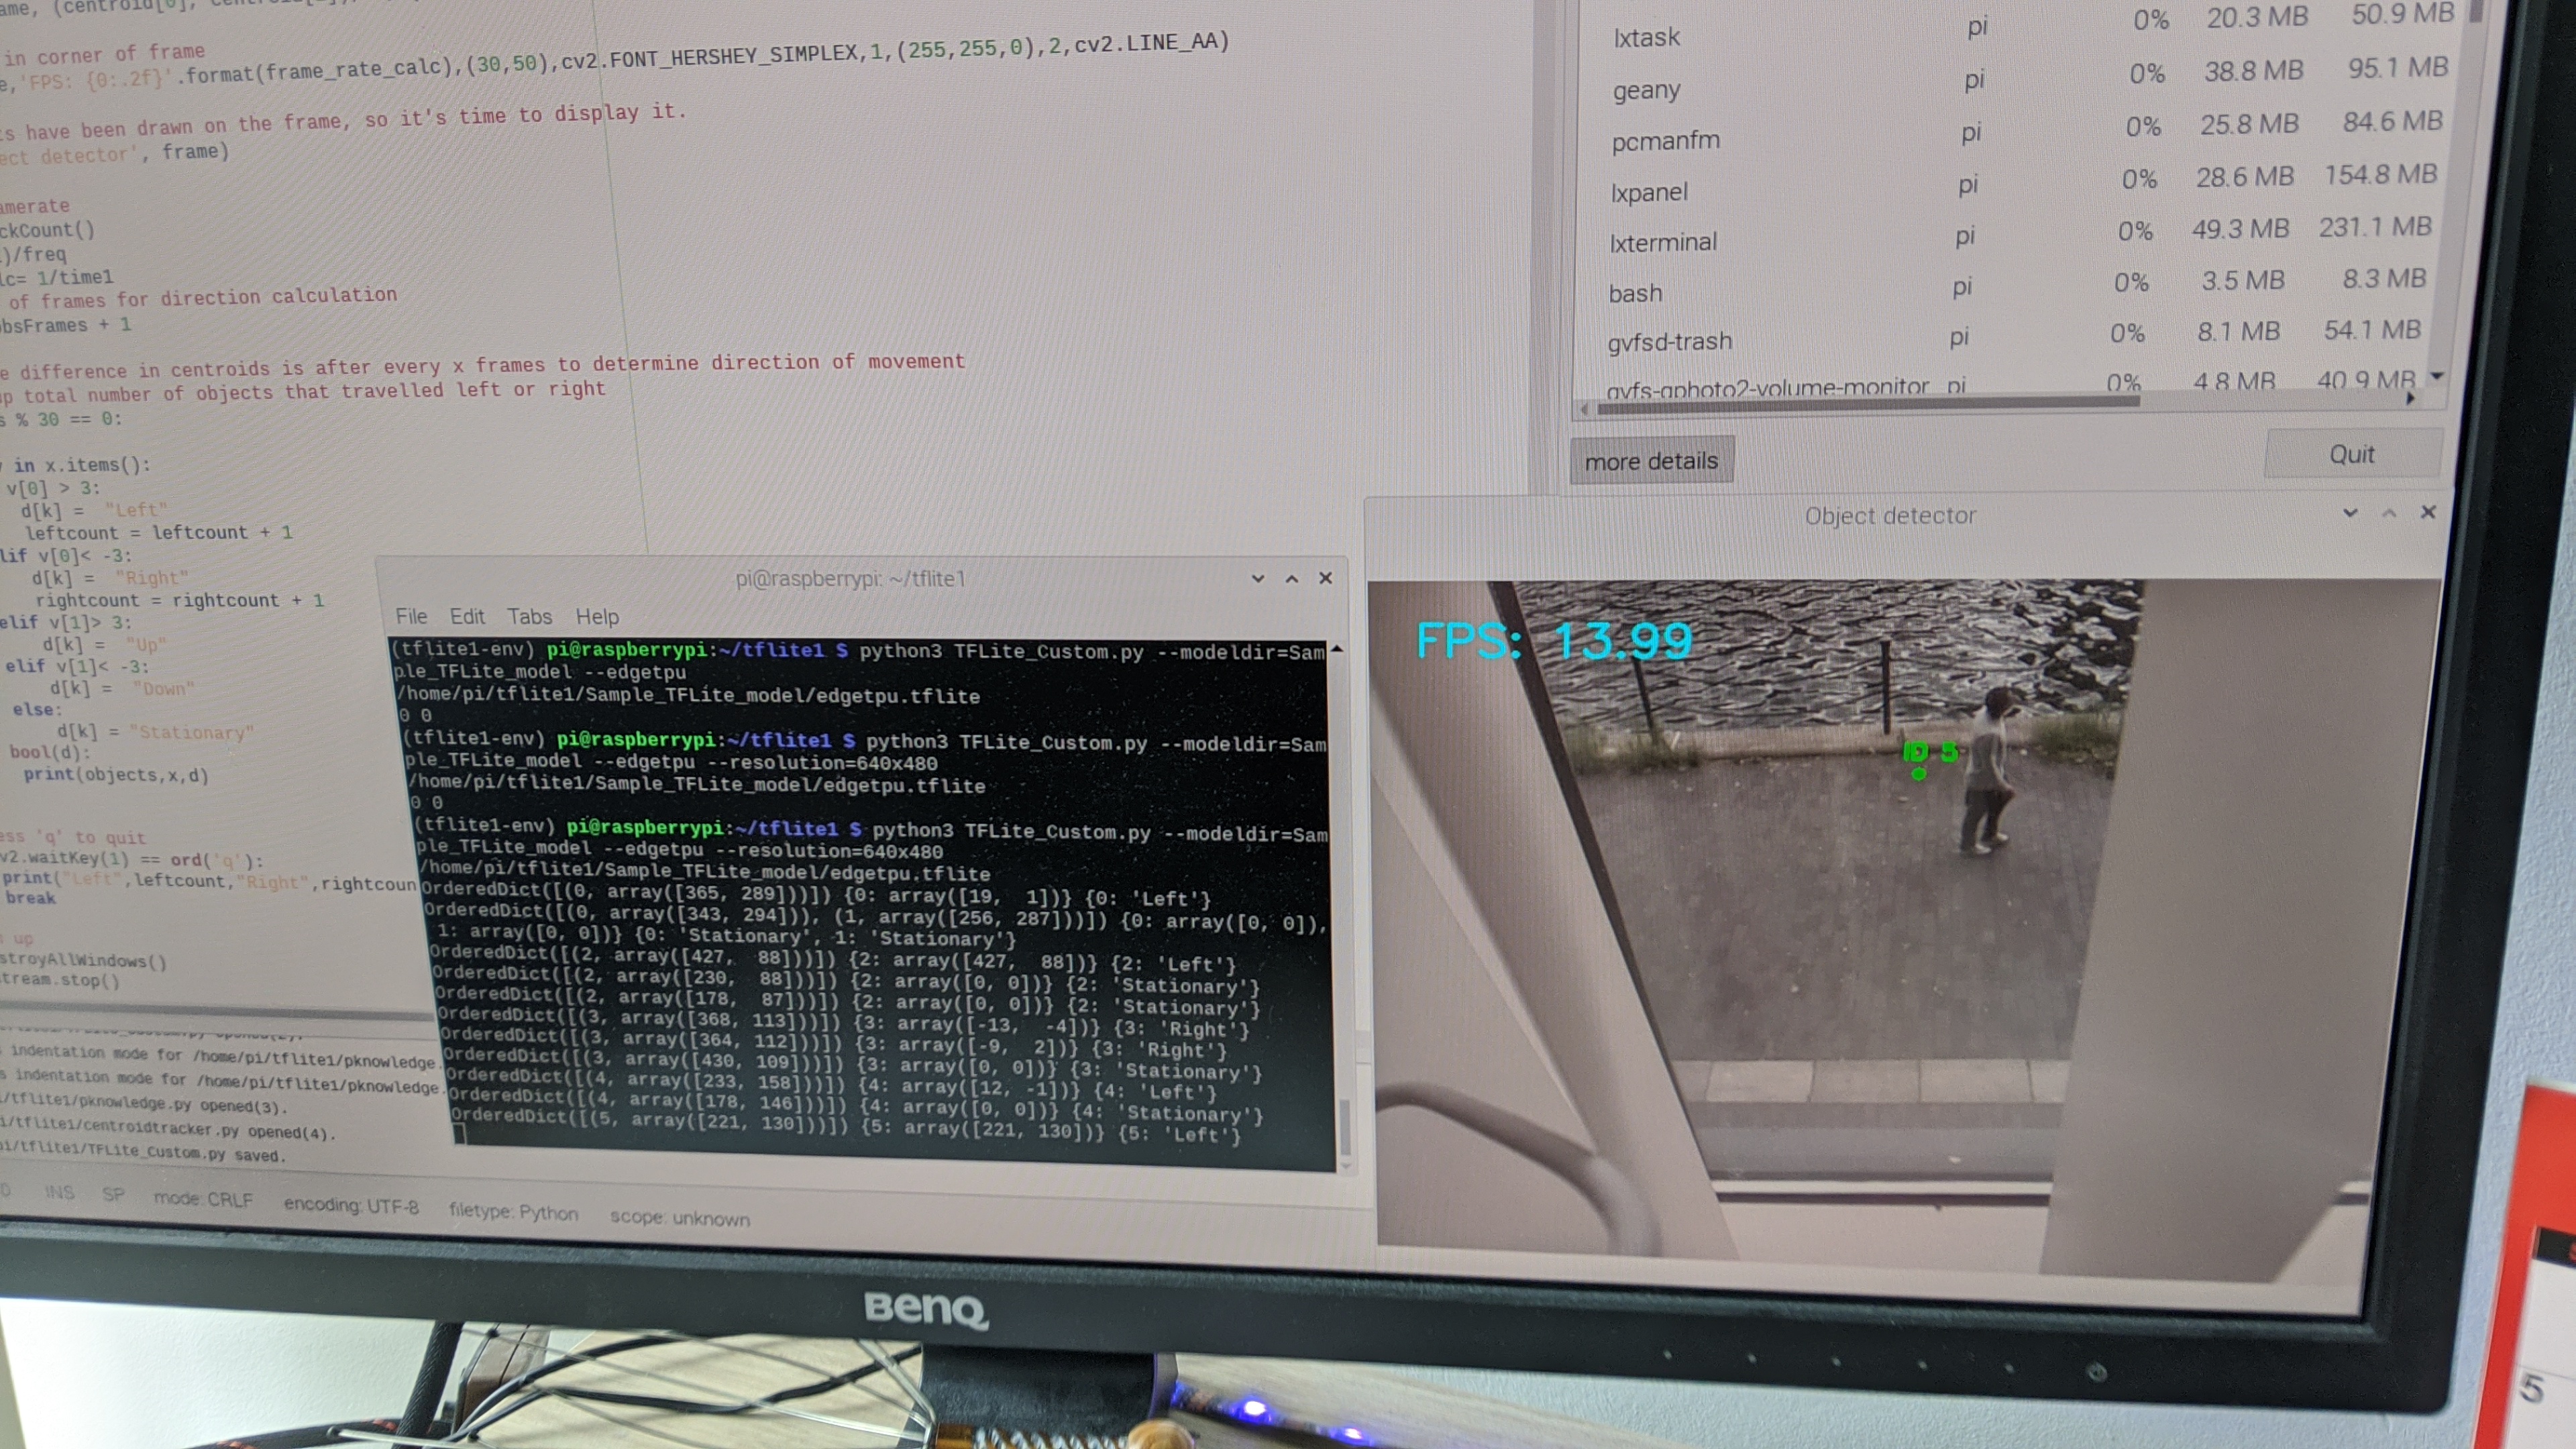 in corner of frame
'FPS: {0:.2f}'.format(frame_rate_calc),(30,50),cv2.FONT_HERSHEY_SIMPLEX,1,(255,255,0),2,cv2.LINE_AA)
have been drawn on the frame, so it's time to display it.
detector', frame)
ckCount()
)/freq
lc= 1/time1
of frames for direction calculation
bsFrames + 1
difference in centroids is after every x frames to determine direction of movement
total number of objects that travelled left or right
% 30 == 0:
in x.items():
v[0] > 3:
d[k] = "Left"
leftcount = leftcount + 1
lif v[0]< -3:
d[k] = "Right"
rightcount = rightcount + 1
elif v[1]> 3:
d[k] = "Up"
elif v[1]< -3:
d[k] = "Down"
else:
d[k] = "Stationary"
bool(d):
print(objects,x,d)
'q' to quit
v2.waitKey(1) == ord('q'):
print("Left",leftcount,"Right",rightcoun
break
up
stroyAllWindows()
tream.stop()
indentation mode for /home/pi/tflite1/pknowledge.
indentation mode for /home/pi/tflite1/pknowledge.
/tflite1/pknowledge.py opened(3).
i/tflite1/centroidtracker.py opened(4).
pi/tflite1/TFLite_Custom.py saved.
INS SP mode: CRLF encoding: UTF-8 filetype: Python scope: unknown
pi@raspberrypi: ~/tflite1
File Edit Tabs Help
(tflite1-env) pi@raspberrypi:~/tflite1 $ python3 TFLite_Custom.py --modeldir=Sam
ple_TFLite_model --edgetpu
/home/pi/tflite1/Sample_TFLite_model/edgetpu.tflite
0 0
(tflite1-env) pi@raspberrypi:~/tflite1 $ python3 TFLite_Custom.py --modeldir=Sam
ple_TFLite_model --edgetpu --resolution=640x480
/home/pi/tflite1/Sample_TFLite_model/edgetpu.tflite
0 0
(tflite1-env) pi@raspberrypi:~/tflite1 $ python3 TFLite_Custom.py --modeldir=Sam
ple_TFLite_model --edgetpu --resolution=640x480
/home/pi/tflite1/Sample_TFLite_model/edgetpu.tflite
OrderedDict([(0, array([365, 289]))]) {0: array([19, 1])} {0: 'Left'}
OrderedDict([(0, array([343, 294])), (1, array([256, 287]))]) {0: array([0, 0]),
1: array([0, 0])} {0: 'Stationary', 1: 'Stationary'}
OrderedDict([(2, array([427, 88]))]) {2: array([427, 88])} {2: 'Left'}
OrderedDict([(2, array([230, 88]))]) {2: array([0, 0])} {2: 'Stationary'}
OrderedDict([(2, array([178, 87]))]) {2: array([0, 0])} {2: 'Stationary'}
OrderedDict([(3, array([368, 113]))]) {3: array([-13, -4])} {3: 'Right'}
OrderedDict([(3, array([364, 112]))]) {3: array([-9, 2])} {3: 'Right'}
OrderedDict([(3, array([430, 109]))]) {3: array([0, 0])} {3: 'Stationary'}
OrderedDict([(4, array([233, 158]))]) {4: array([12, -1])} {4: 'Left'}
OrderedDict([(4, array([178, 146]))]) {4: array([0, 0])} {4: 'Stationary'}
OrderedDict([(5, array([221, 130]))]) {5: array([221, 130])} {5: 'Left'}
lxtask pi 0% 20.3 MB 50.9 MB
geany pi 0% 38.8 MB 95.1 MB
pcmanfm pi 0% 25.8 MB 84.6 MB
lxpanel pi 0% 28.6 MB 154.8 MB
lxterminal pi 0% 49.3 MB 231.1 MB
bash pi 0% 3.5 MB 8.3 MB
gvfsd-trash pi 0% 8.1 MB 54.1 MB
gvfs-gphoto2-volume-monitor pi 0% 4.8 MB 40.9 MB
more details
Quit
Object detector
FPS: 13.99
ID 5
BenQ
5